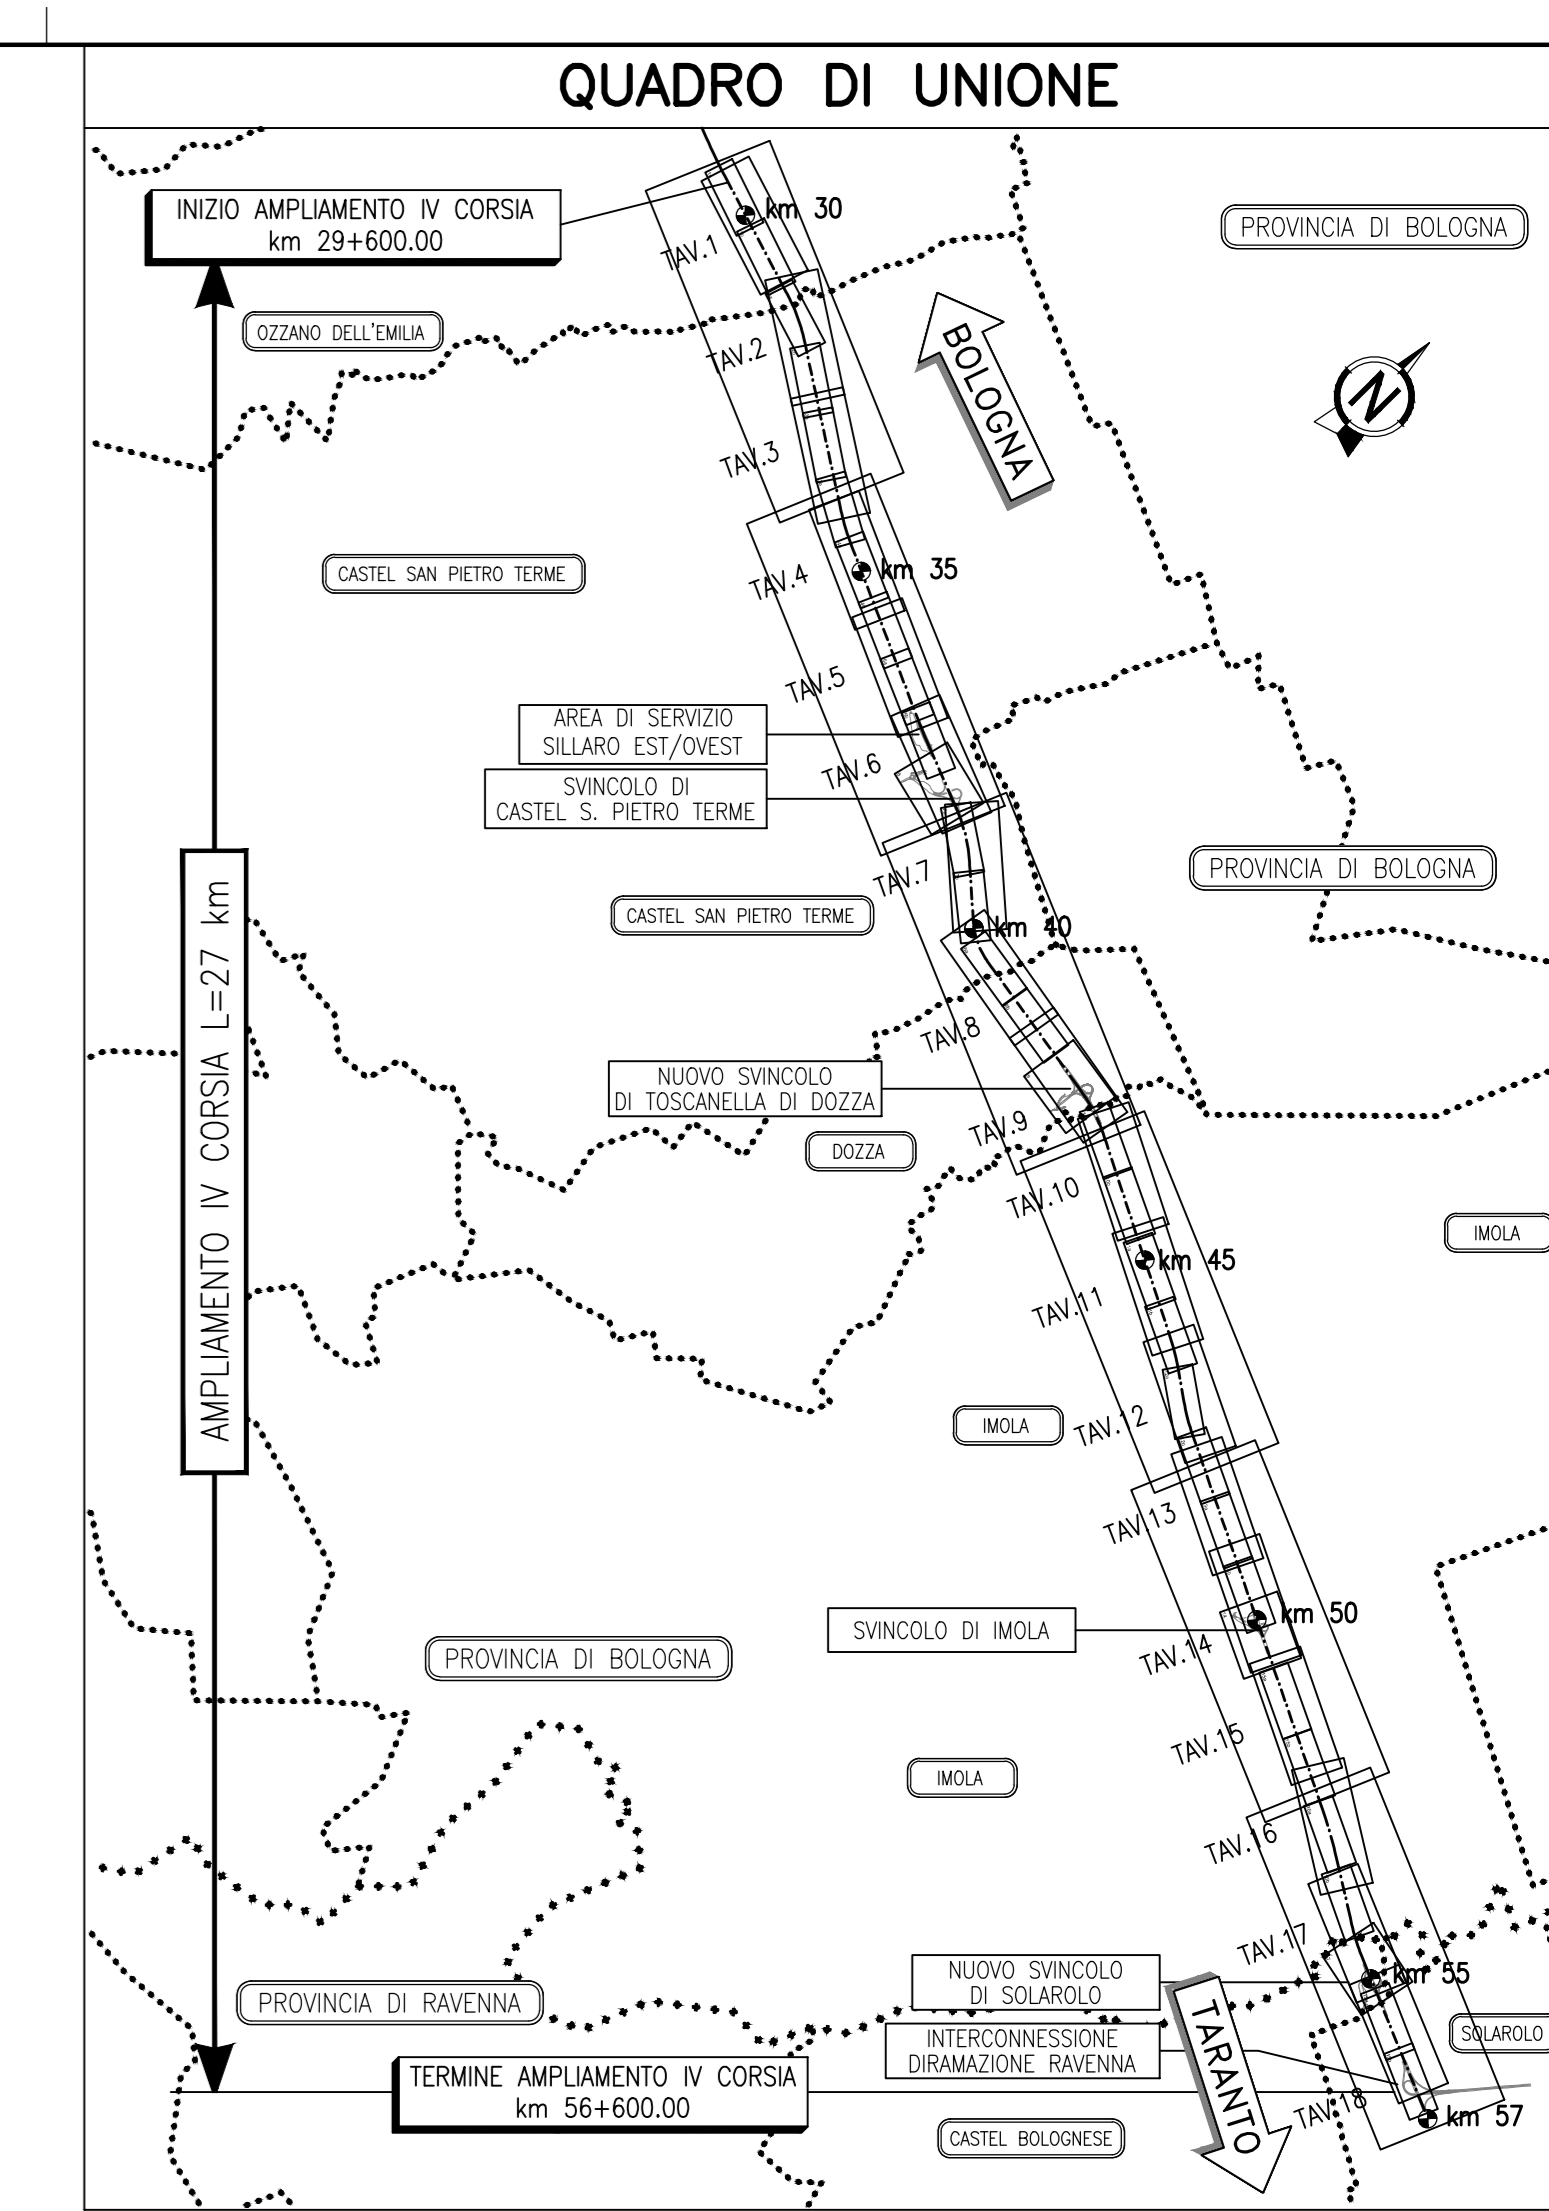 QUADRO DI UNIONE
INIZIO AMPLIAMENTO IV CORSIA
km 29+600.00
km 30
PROVINCIA DI BOLOGNA
TAV.1
OZZANO DELL'EMILIA
TAV.2
BOLOGNA
N
TAV.3
CASTEL SAN PIETRO TERME
TAV.4
km 35
TAV.5
AREA DI SERVIZIO
SILLARO EST/OVEST
TAV.6
SVINCOLO DI
CASTEL S. PIETRO TERME
TAV.7
PROVINCIA DI BOLOGNA
CASTEL SAN PIETRO TERME
km 40
AMPLIAMENTO IV CORSIA L=27 km
TAV.8
NUOVO SVINCOLO
DI TOSCANELLA DI DOZZA
TAV.9
DOZZA
TAV.10
IMOLA
km 45
TAV.11
IMOLA
TAV.12
TAV.13
SVINCOLO DI IMOLA
km 50
TAV.14
PROVINCIA DI BOLOGNA
TAV.15
IMOLA
TAV.16
TAV.17
NUOVO SVINCOLO
DI SOLAROLO
km 55
PROVINCIA DI RAVENNA
INTERCONNESSIONE
DIRAMAZIONE RAVENNA
TARANTO
SOLAROLO
TERMINE AMPLIAMENTO IV CORSIA
km 56+600.00
TAV.18
km 57
CASTEL BOLOGNESE